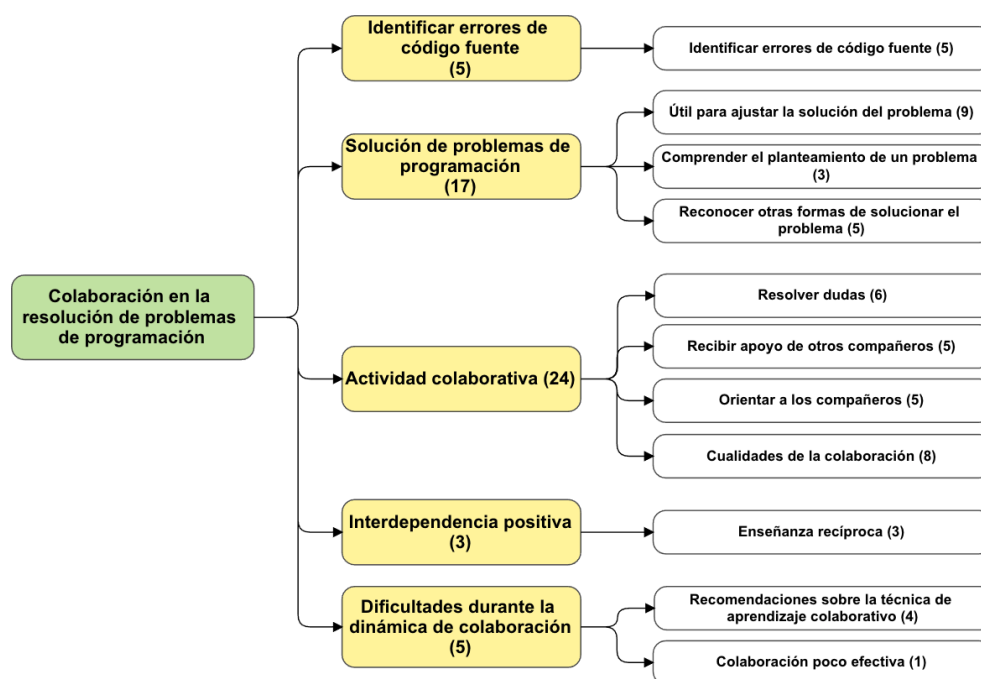 Colaboración en la
resolución de problemas
de programación
Identificar errores de
código fuente
(5)
Identificar errores de código fuente (5)
Solución de problemas de
programación
(17)
Útil para ajustar la solución del problema (9)
Comprender el planteamiento de un problema
(3)
Reconocer otras formas de solucionar el
problema (5)
Actividad colaborativa (24)
Resolver dudas (6)
Recibir apoyo de otros compañeros (5)
Orientar a los compañeros (5)
Cualidades de la colaboración (8)
Interdependencia positiva
(3)
Enseñanza recíproca (3)
Dificultades durante la
dinámica de colaboración
(5)
Recomendaciones sobre la técnica de
aprendizaje colaborativo (4)
Colaboración poco efectiva (1)